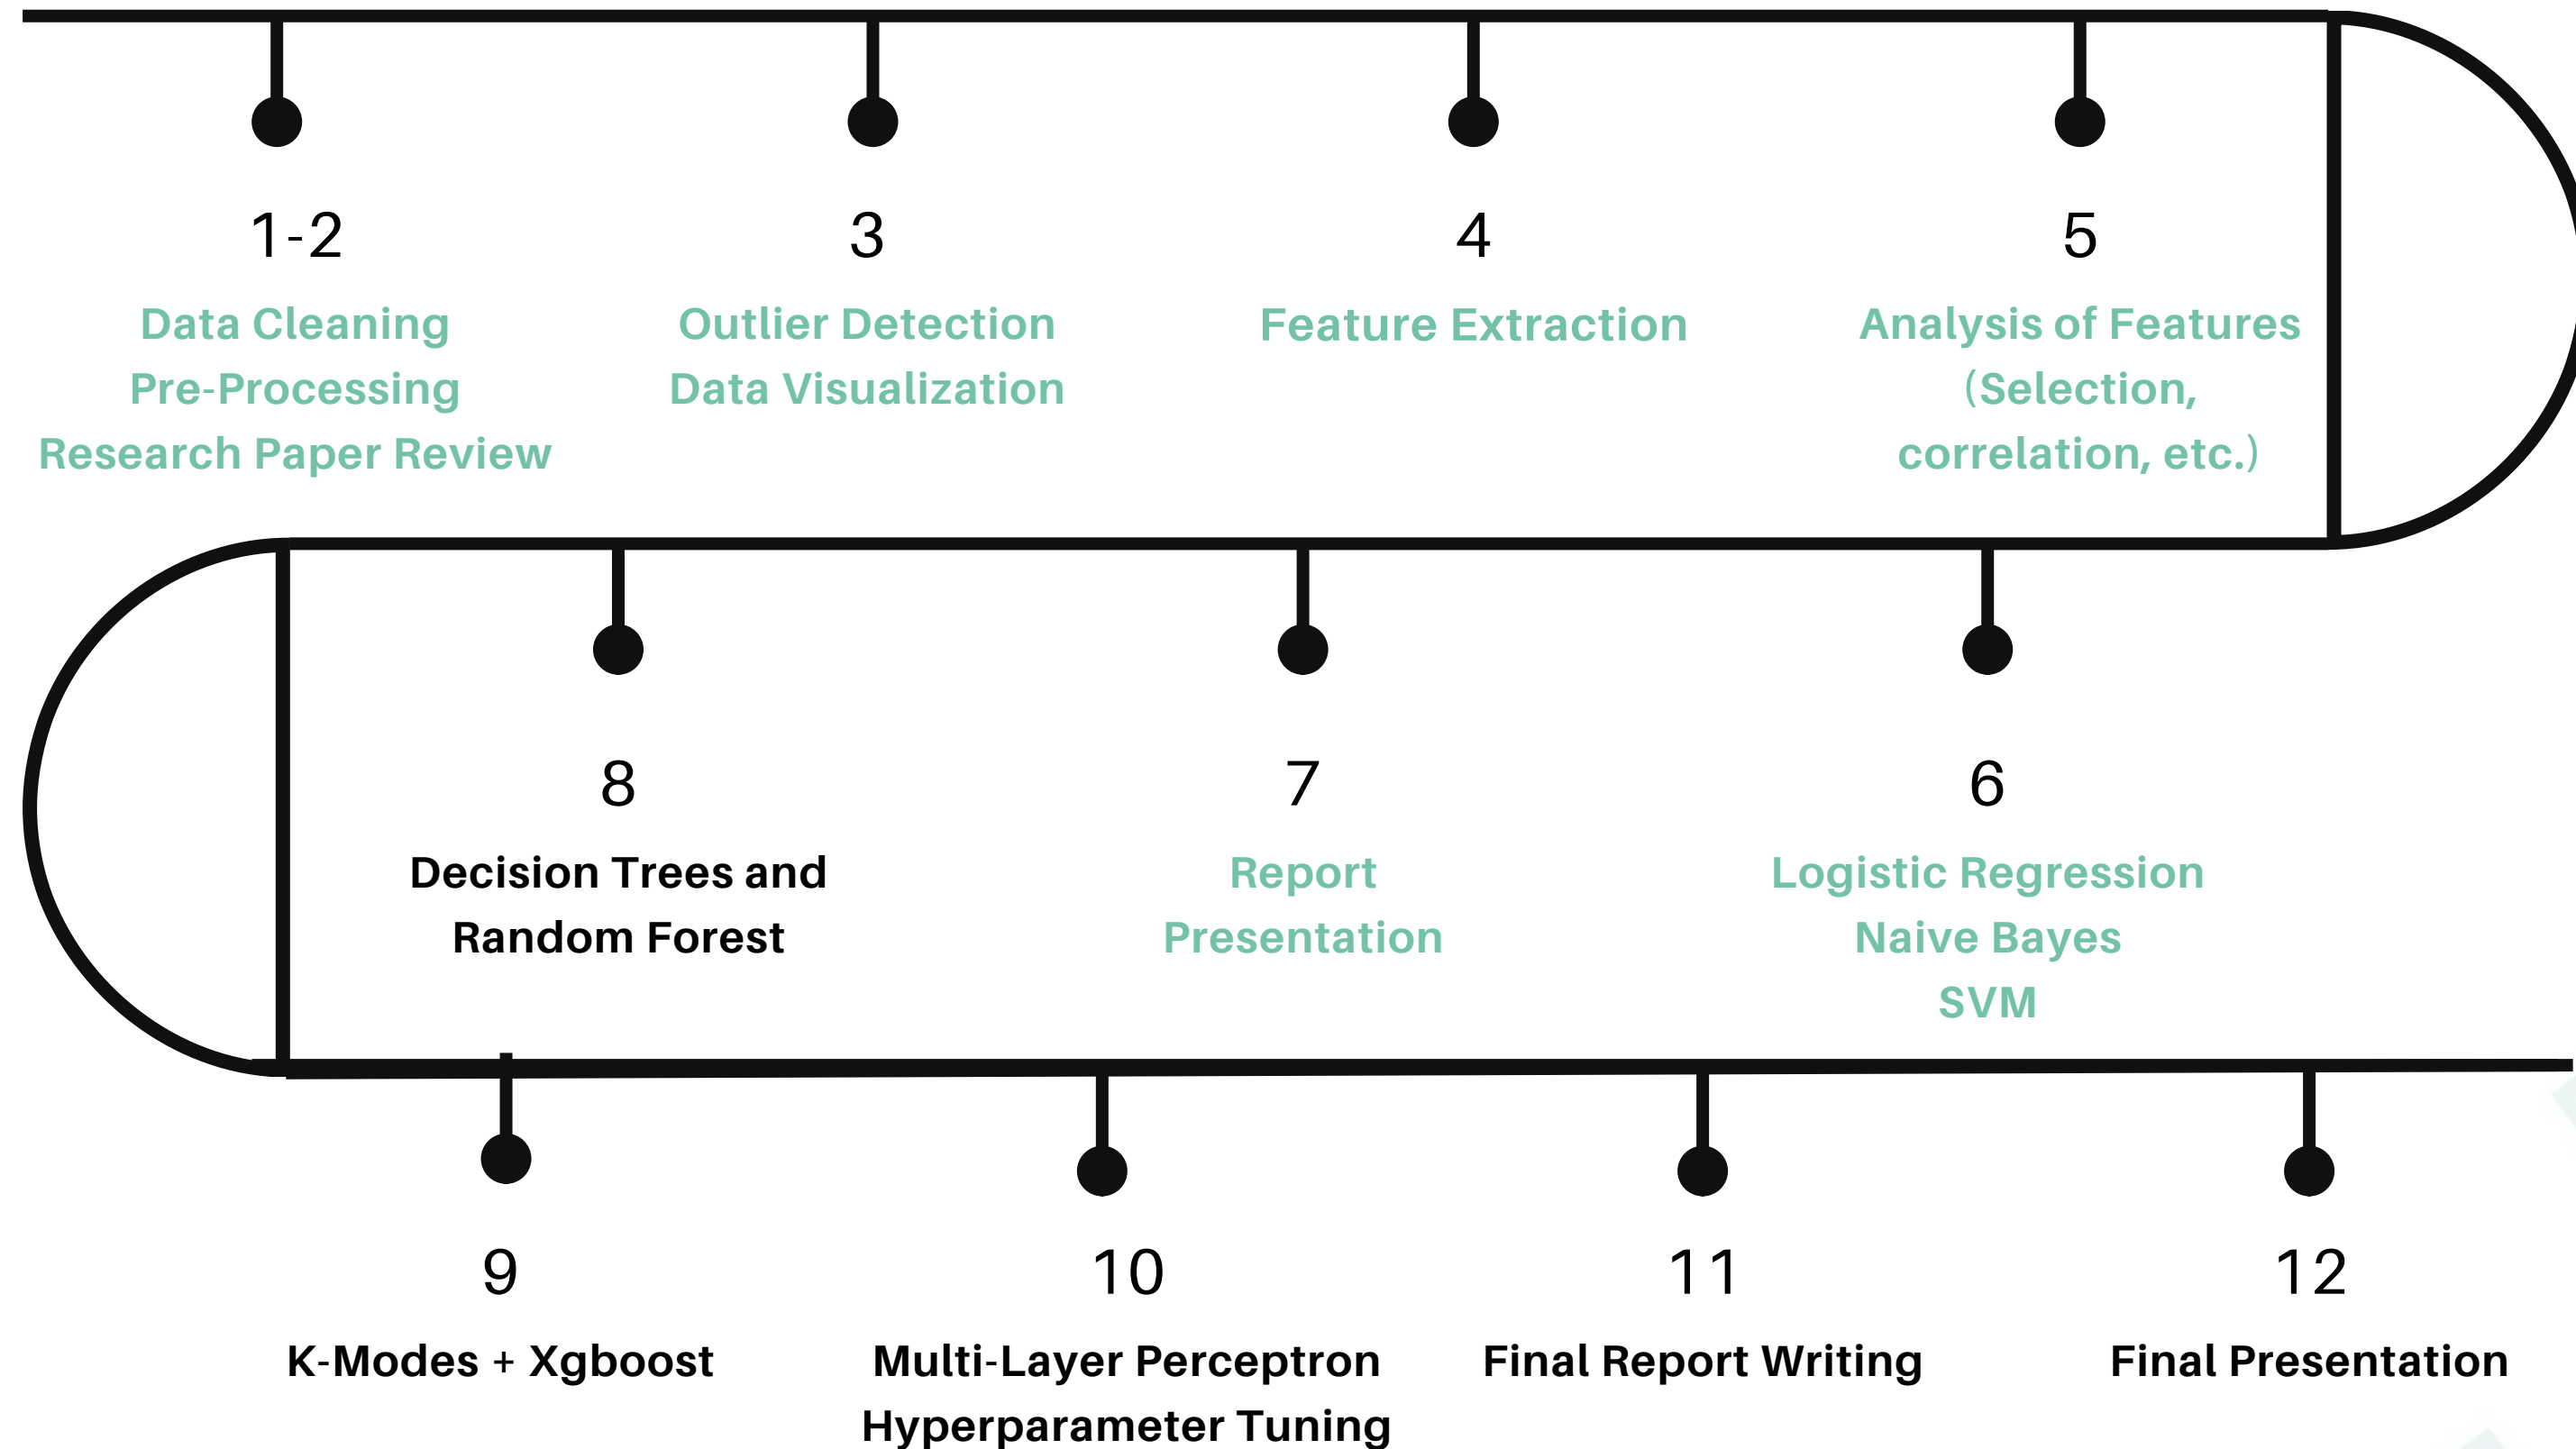 1-2
Data Cleaning
Pre-Processing
Research Paper Review
3
Outlier Detection
Data Visualization
4
Feature Extraction
5
Analysis of Features
(Selection,
correlation, etc.)
8
Decision Trees and
Random Forest
7
Report
Presentation
6
Logistic Regression
Naive Bayes
SVM
9
K-Modes + Xgboost
10
Multi-Layer Perceptron
Hyperparameter Tuning
11
Final Report Writing
12
Final Presentation